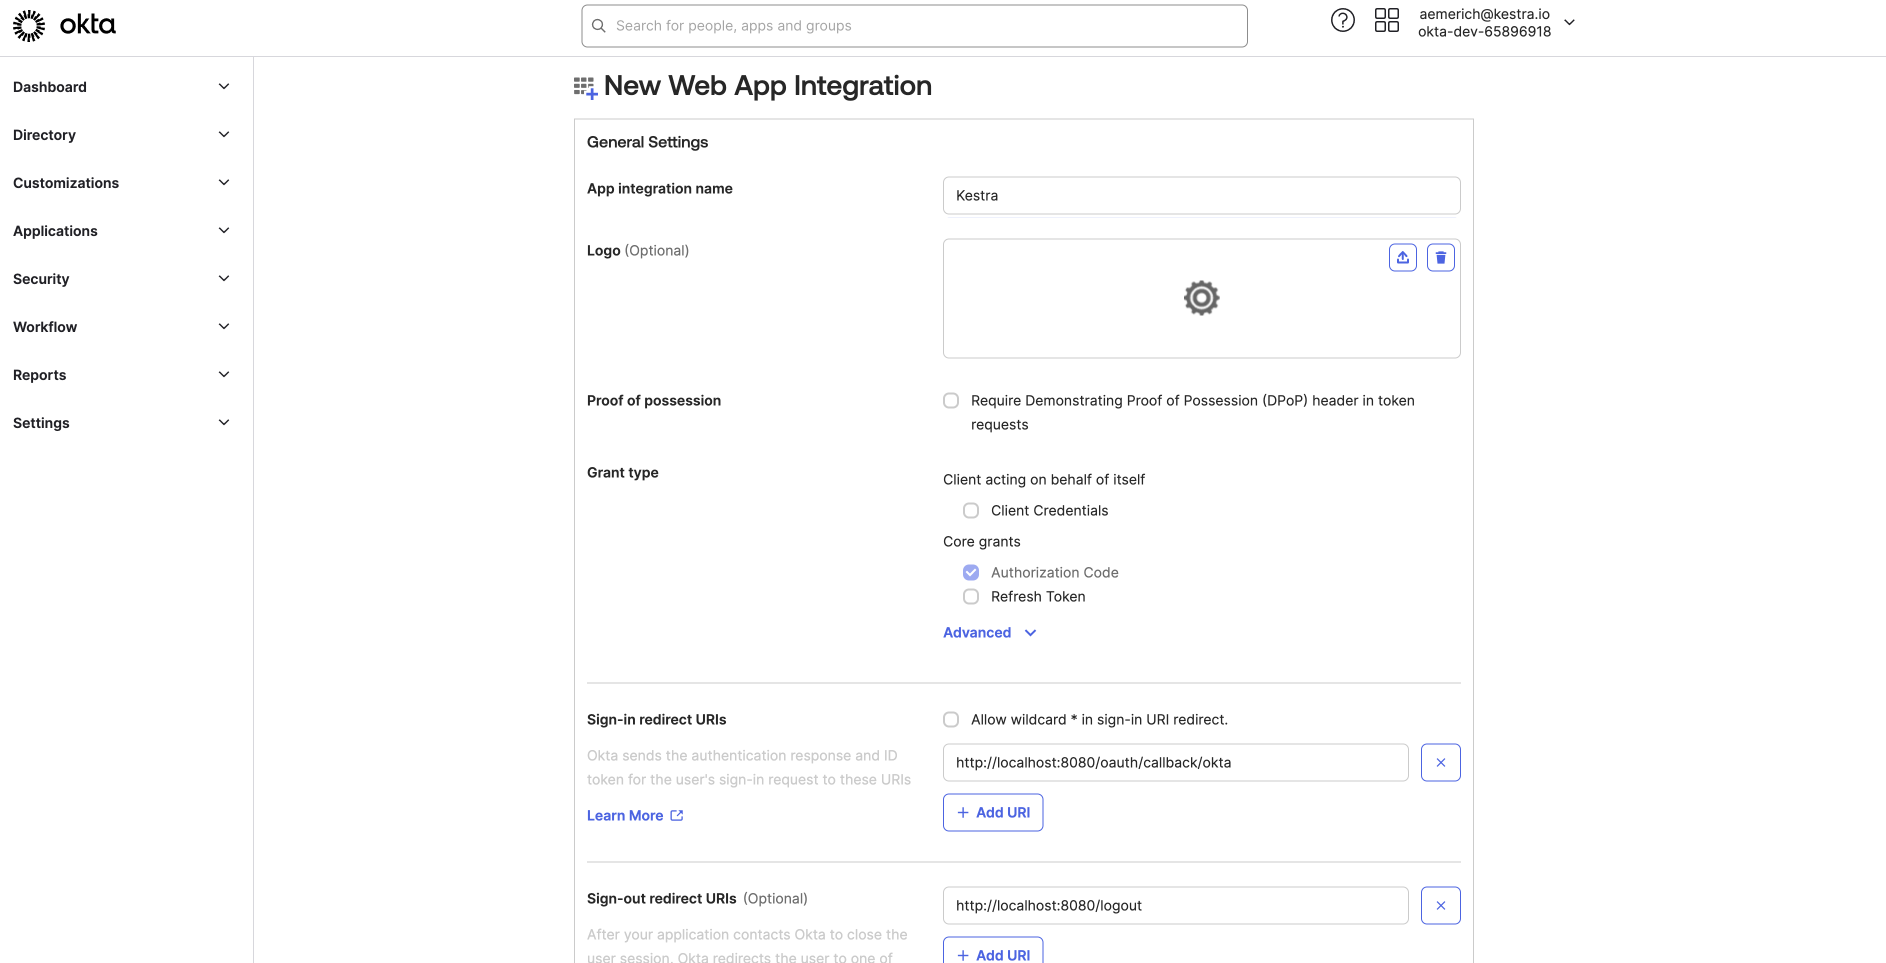 okta
Search for people, apps and groups
aemerich@kestra.io
okta-dev-65896918
Dashboard
Directory
Customizations
Applications
Security
Workflow
Reports
Settings
New Web App Integration
General Settings
App integration name
Kestra
Logo (Optional)
Proof of possession
Require Demonstrating Proof of Possession (DPoP) header in token
requests
Grant type
Client acting on behalf of itself
Client Credentials
Core grants
Authorization Code
Refresh Token
Advanced
Sign-in redirect URIs
Okta sends the authentication response and ID
token for the user's sign-in request to these URIs
Learn More
Allow wildcard * in sign-in URI redirect.
http://localhost:8080/oauth/callback/okta
+ Add URI
Sign-out redirect URIs (Optional)
After your application contacts Okta to close the
user session, Okta redirects the user to one of
http://localhost:8080/logout
+ Add URI